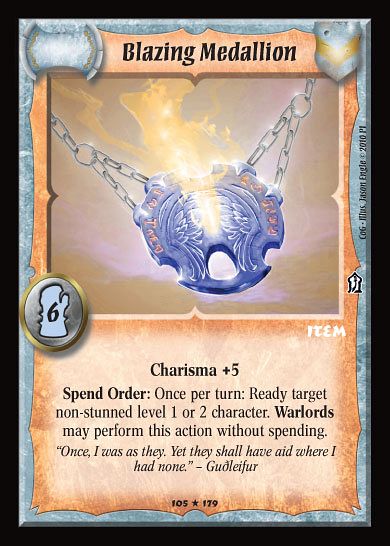 Blazing Medallion
Co6 - Illus. Jason Engle © 2010 PI
6
ITEM
Charisma +5
Spend Order: Once per turn: Ready target
non-stunned level 1 or 2 character. Warlords
may perform this action without spending.
“Once, I was as they. Yet they shall have aid where I
had none.” – Guðleifur
105 ★ 179